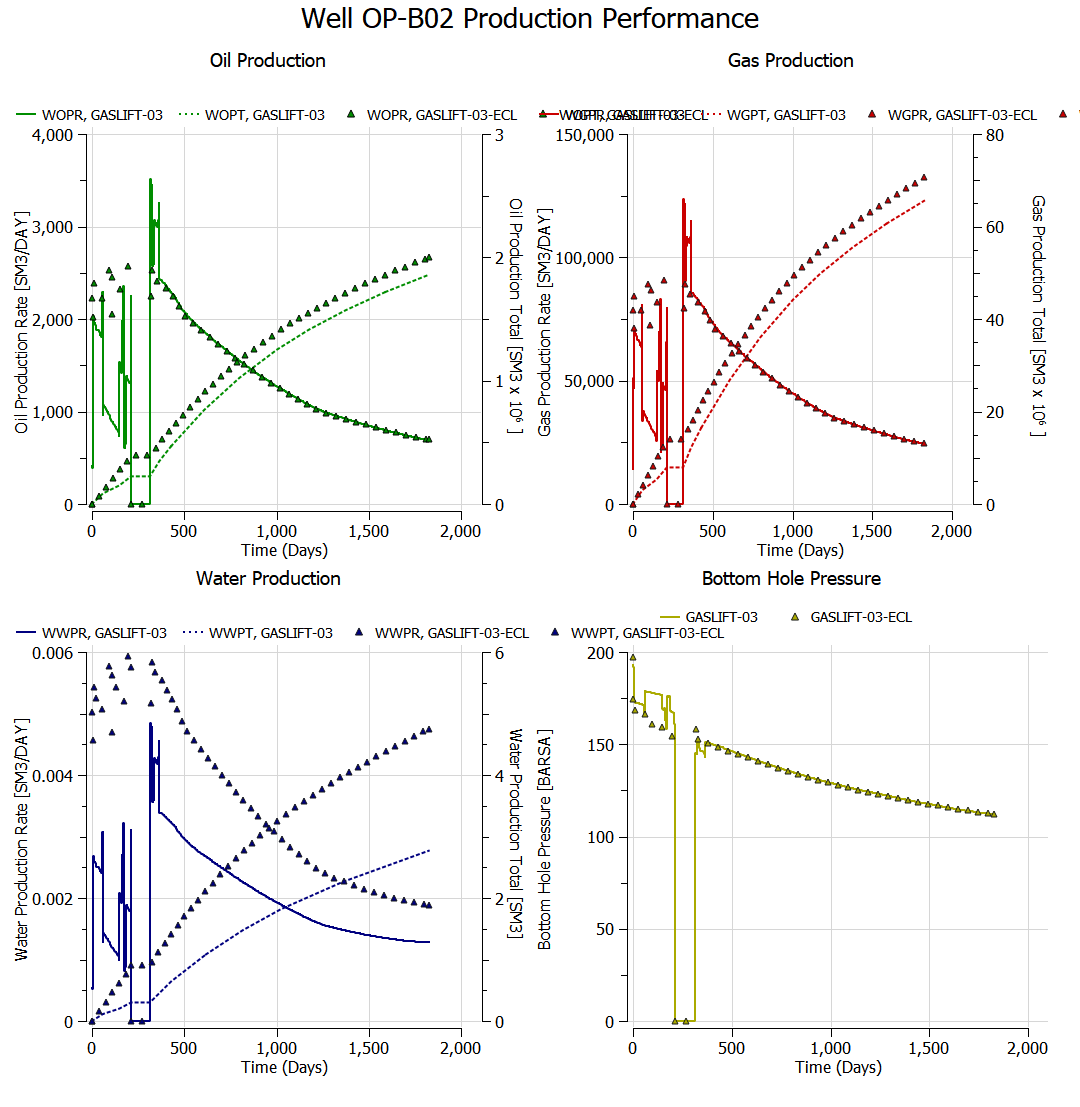 Well OP-B02 Production Performance
Oil Production
WOPR, GASLIFT-03 WOPT, GASLIFT-03 WOPR, GASLIFT-03-ECL WOPT, GASLIFT-03-ECL
4,000
3,000
2,000
1,000
0
Oil Production Rate [SM3/DAY]
3
2
1
0
Oil Production Total [SM3 x 10⁶ ]
0 500 1,000 1,500 2,000
Time (Days)
Gas Production
WGPR, GASLIFT-03 WGPT, GASLIFT-03 WGPR, GASLIFT-03-ECL
150,000
100,000
50,000
0
Gas Production Rate [SM3/DAY]
80
60
40
20
0
Gas Production Total [SM3 x 10⁶ ]
0 500 1,000 1,500 2,000
Time (Days)
Water Production
WWPR, GASLIFT-03 WWPT, GASLIFT-03 WWPR, GASLIFT-03-ECL WWPT, GASLIFT-03-ECL
0.006
0.004
0.002
0
Water Production Rate [SM3/DAY]
6
4
2
0
Water Production Total [SM3]
0 500 1,000 1,500 2,000
Time (Days)
Bottom Hole Pressure
GASLIFT-03 GASLIFT-03-ECL
200
150
100
50
0
Bottom Hole Pressure [BARSA]
0 500 1,000 1,500 2,000
Time (Days)